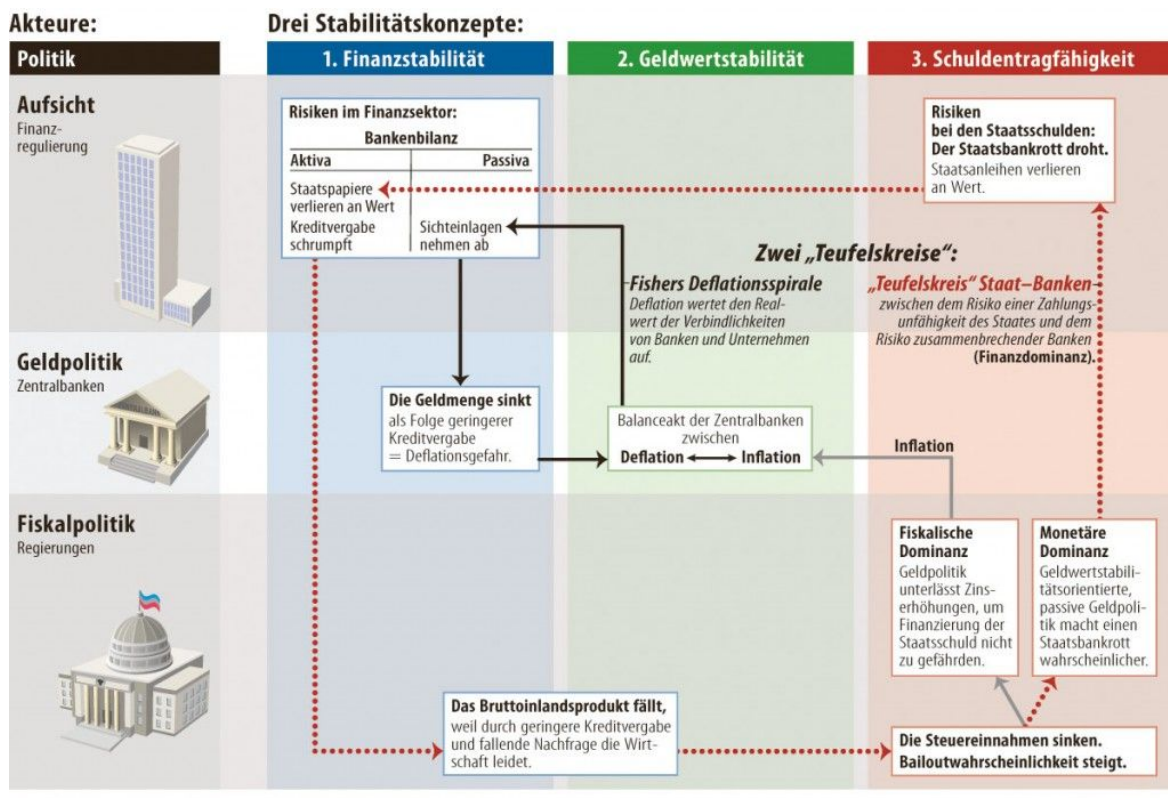 Akteure:
Drei Stabilitätskonzepte:
Politik
1. Finanzstabilität
2. Geldwertstabilität
3. Schuldentragfähigkeit
Aufsicht
Finanz-
regulierung
Risiken im Finanzsektor:
Bankenbilanz
Aktiva
Passiva
Staatspapiere
verlieren an Wert
Kreditvergabe
schrumpft
Sichteinlagen
nehmen ab
Risiken
bei den Staatsschulden:
Der Staatsbankrott droht.
Staatsanleihen verlieren
an Wert.
Zwei „Teufelskreise“:
Fishers Deflationsspirale
Deflation wertet den Real-
wert der Verbindlichkeiten
von Banken und Unternehmen
auf.
„Teufelskreis“ Staat–Banken
zwischen dem Risiko einer Zahlungs-
unfähigkeit des Staates und dem
Risiko zusammenbrechender Banken
(Finanzdominanz).
Geldpolitik
Zentralbanken
Die Geldmenge sinkt
als Folge geringerer
Kreditvergabe
= Deflationsgefahr.
Balanceakt der Zentralbanken
zwischen
Deflation
Inflation
Inflation
Fiskalpolitik
Regierungen
Fiskalische
Dominanz
Geldpolitik
unterlässt Zins-
erhöhungen, um
Finanzierung der
Staatsschuld nicht
zu gefährden.
Monetäre
Dominanz
Geldwertstabili-
tätsorientierte,
passive Geldpoli-
tik macht einen
Staatsbankrott
wahrscheinlicher.
Das Bruttoinlandsprodukt fällt,
weil durch geringere Kreditvergabe
und fallende Nachfrage die Wirt-
schaft leidet.
Die Steuereinnahmen sinken.
Bailoutwahrscheinlichkeit steigt.